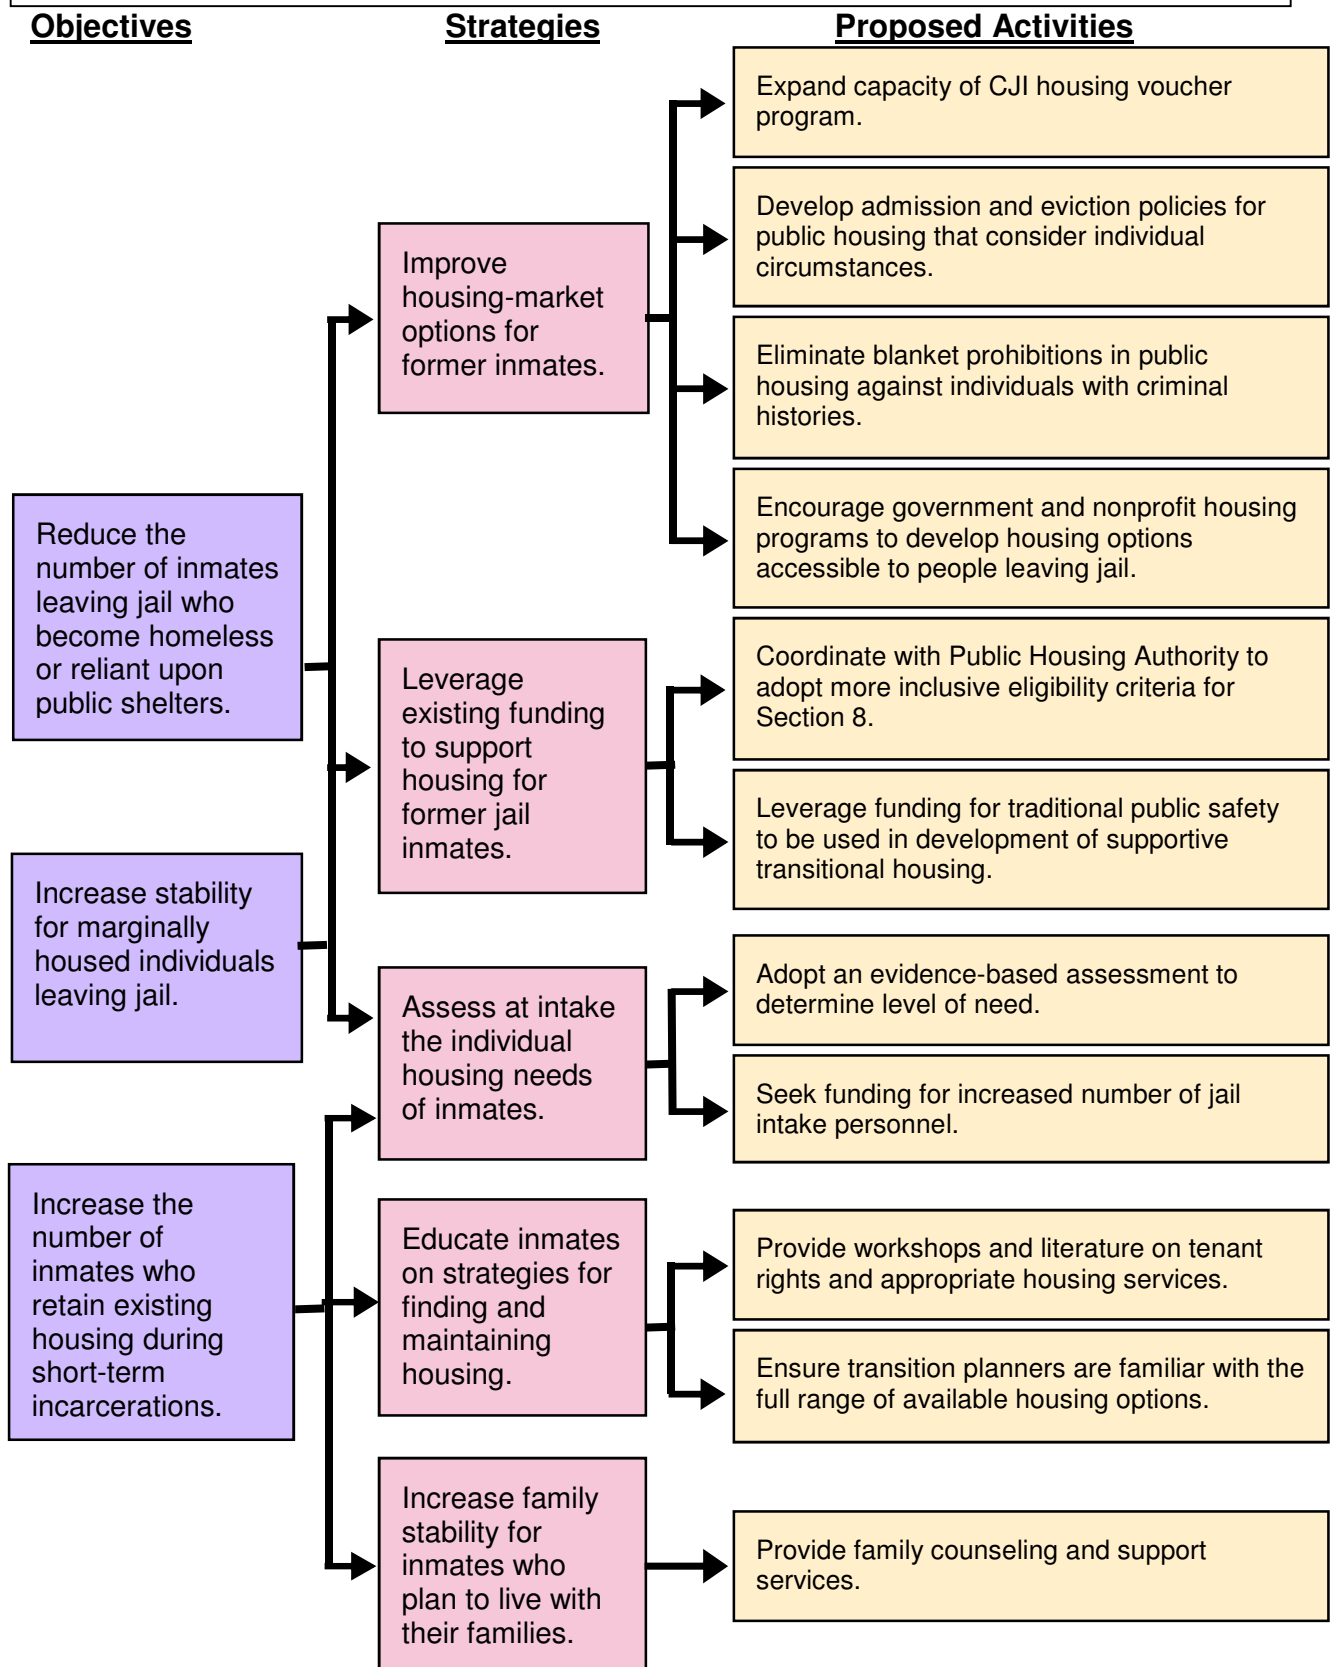 Objectives
Strategies
Proposed Activities
Expand capacity of CJI housing voucher
program.
Develop admission and eviction policies for
public housing that consider individual
circumstances.
Improve
housing-market
options for
former inmates.
Eliminate blanket prohibitions in public
housing against individuals with criminal
histories.
Encourage government and nonprofit housing
programs to develop housing options
accessible to people leaving jail.
Reduce the
number of inmates
leaving jail who
become homeless
or reliant upon
public shelters.
Leverage
existing funding
to support
housing for
former jail
inmates.
Coordinate with Public Housing Authority to
adopt more inclusive eligibility criteria for
Section 8.
Leverage funding for traditional public safety
to be used in development of supportive
transitional housing.
Increase stability
for marginally
housed individuals
leaving jail.
Assess at intake
the individual
housing needs
of inmates.
Adopt an evidence-based assessment to
determine level of need.
Seek funding for increased number of jail
intake personnel.
Increase the
number of
inmates who
retain existing
housing during
short-term
incarcerations.
Educate inmates
on strategies for
finding and
maintaining
housing.
Provide workshops and literature on tenant
rights and appropriate housing services.
Ensure transition planners are familiar with the
full range of available housing options.
Increase family
stability for
inmates who
plan to live with
their families.
Provide family counseling and support
services.